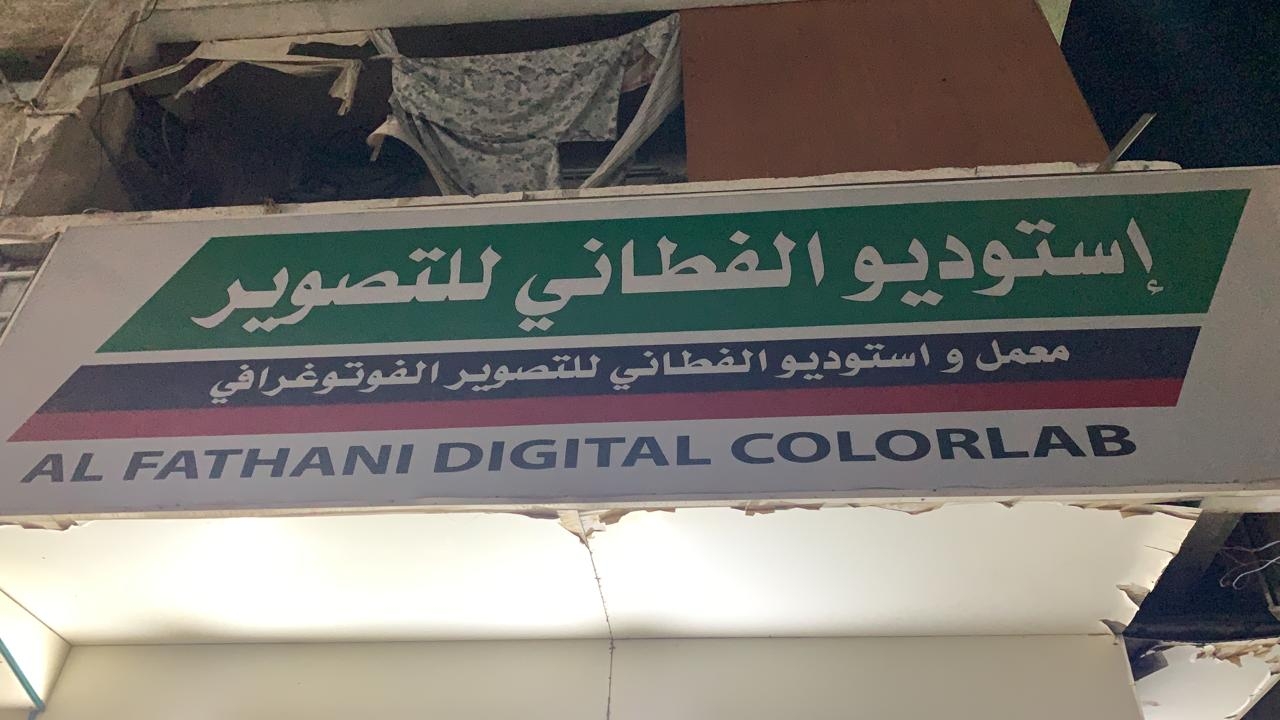 إستوديو الفطاني للتصوير
معمل و استوديو الفطاني للتصوير الفوتوغرافي
AL FATHANI DIGITAL COLORLAB